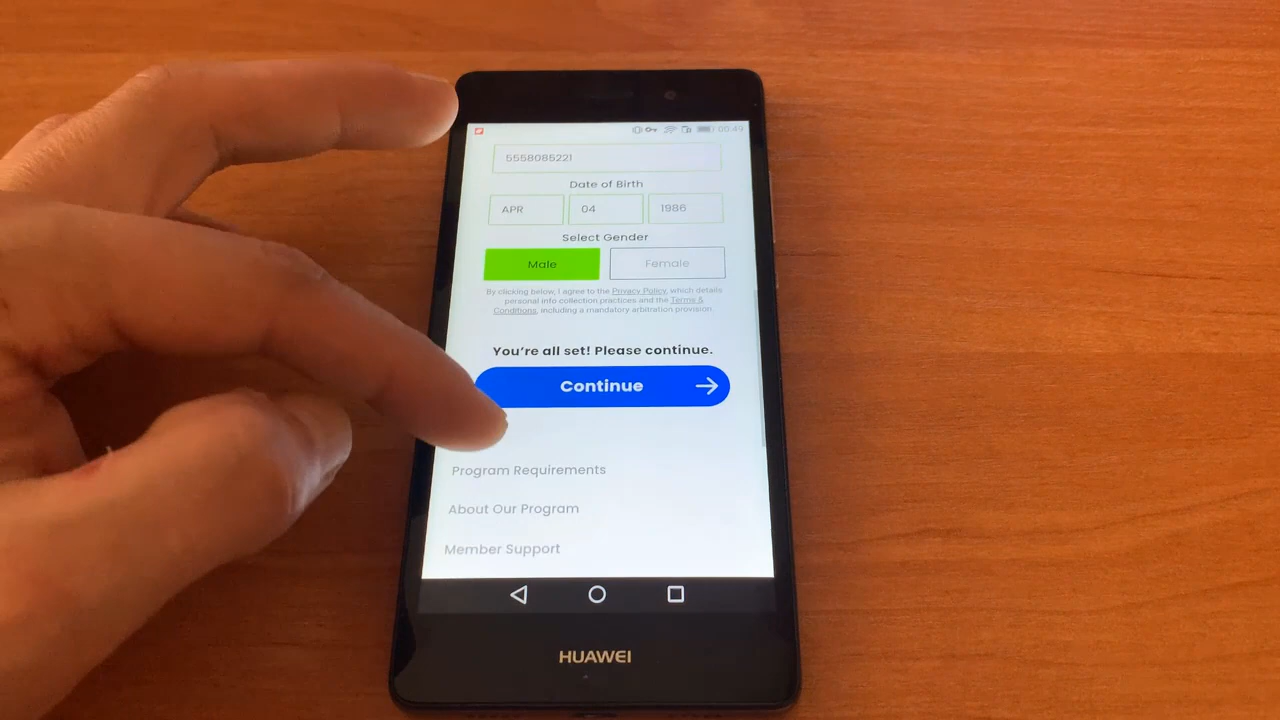 00:49
5558085221
Date of Birth
APR 04 1986
Select Gender
Male Female
By clicking below, I agree to the Privacy Policy, which details
personal info collection practices and the Terms &
Conditions, including a mandatory arbitration provision.
You're all set! Please continue.
Continue
Program Requirements
About Our Program
Member Support
HUAWEI